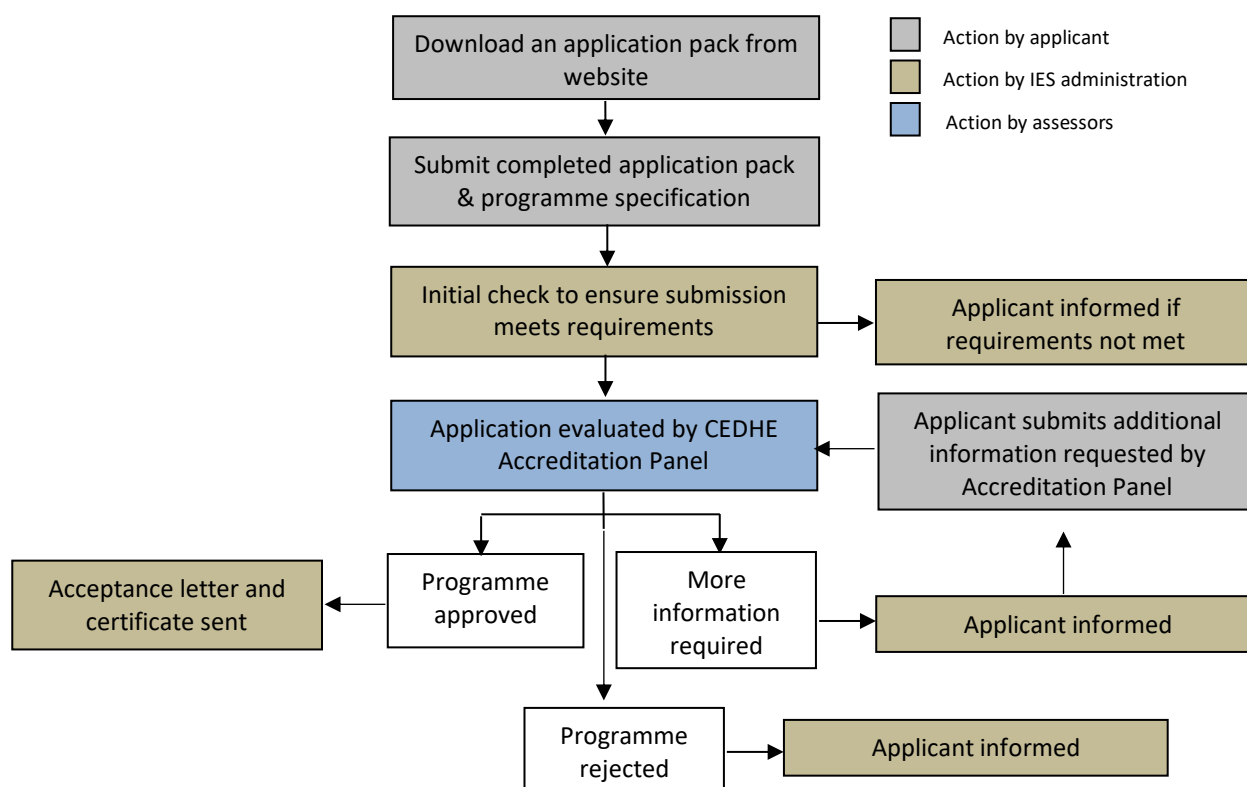 Download an application pack from
website
Action by applicant
Action by IES administration
Action by assessors
Submit completed application pack
& programme specification
Initial check to ensure submission
meets requirements
Applicant informed if
requirements not met
Application evaluated by CEDHE
Accreditation Panel
Applicant submits additional
information requested by
Accreditation Panel
Acceptance letter and
certificate sent
Programme
approved
More
information
required
Applicant informed
Programme
rejected
Applicant informed